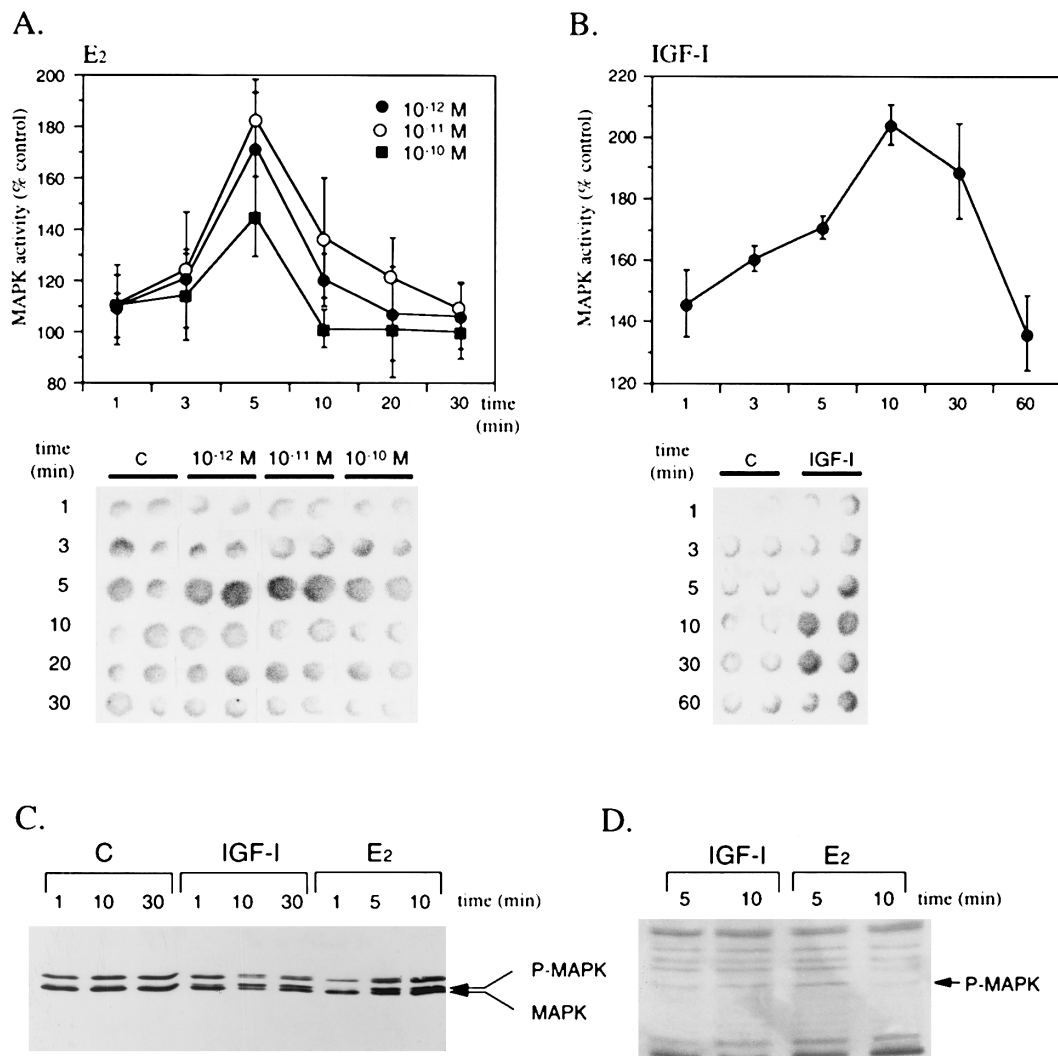 A.
E₂
MAPK activity (% control)
200
180
160
140
120
100
80
10⁻¹² M
10⁻¹¹ M
10⁻¹⁰ M
1 3 5 10 20 30 time (min)
time (min)
C 10⁻¹² M 10⁻¹¹ M 10⁻¹⁰ M
1
3
5
10
20
30
B.
IGF-I
MAPK activity (% control)
220
200
180
160
140
120
1 3 5 10 30 60
C IGF-I
1
3
5
10
30
60
C.
C IGF-I E₂
1 10 30 1 10 30 1 5 10 time (min)
P-MAPK
MAPK
D.
IGF-I E₂
5 10 5 10
P-MAPK